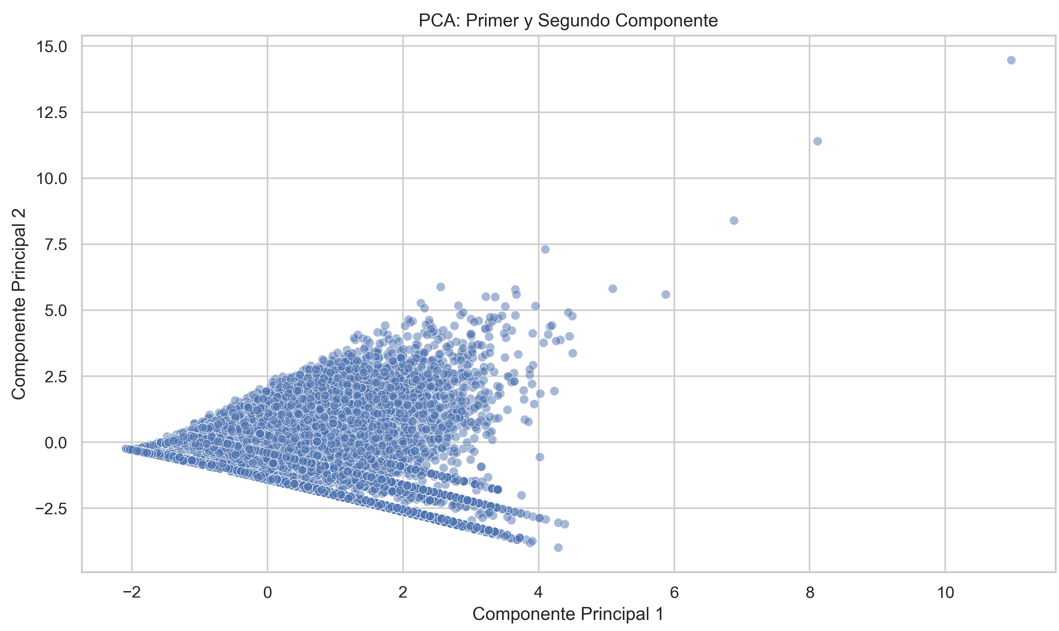 PCA: Primer y Segundo Componente
15.0
12.5
10.0
7.5
5.0
2.5
0.0
−2.5
Componente Principal 2
−2 0 2 4 6 8 10
Componente Principal 1